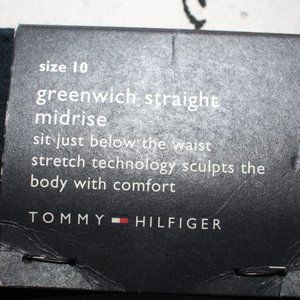 size 10
greenwich straight
midrise
sit just below the waist
stretch technology sculpts the
body with comfort
TOMMY HILFIGER